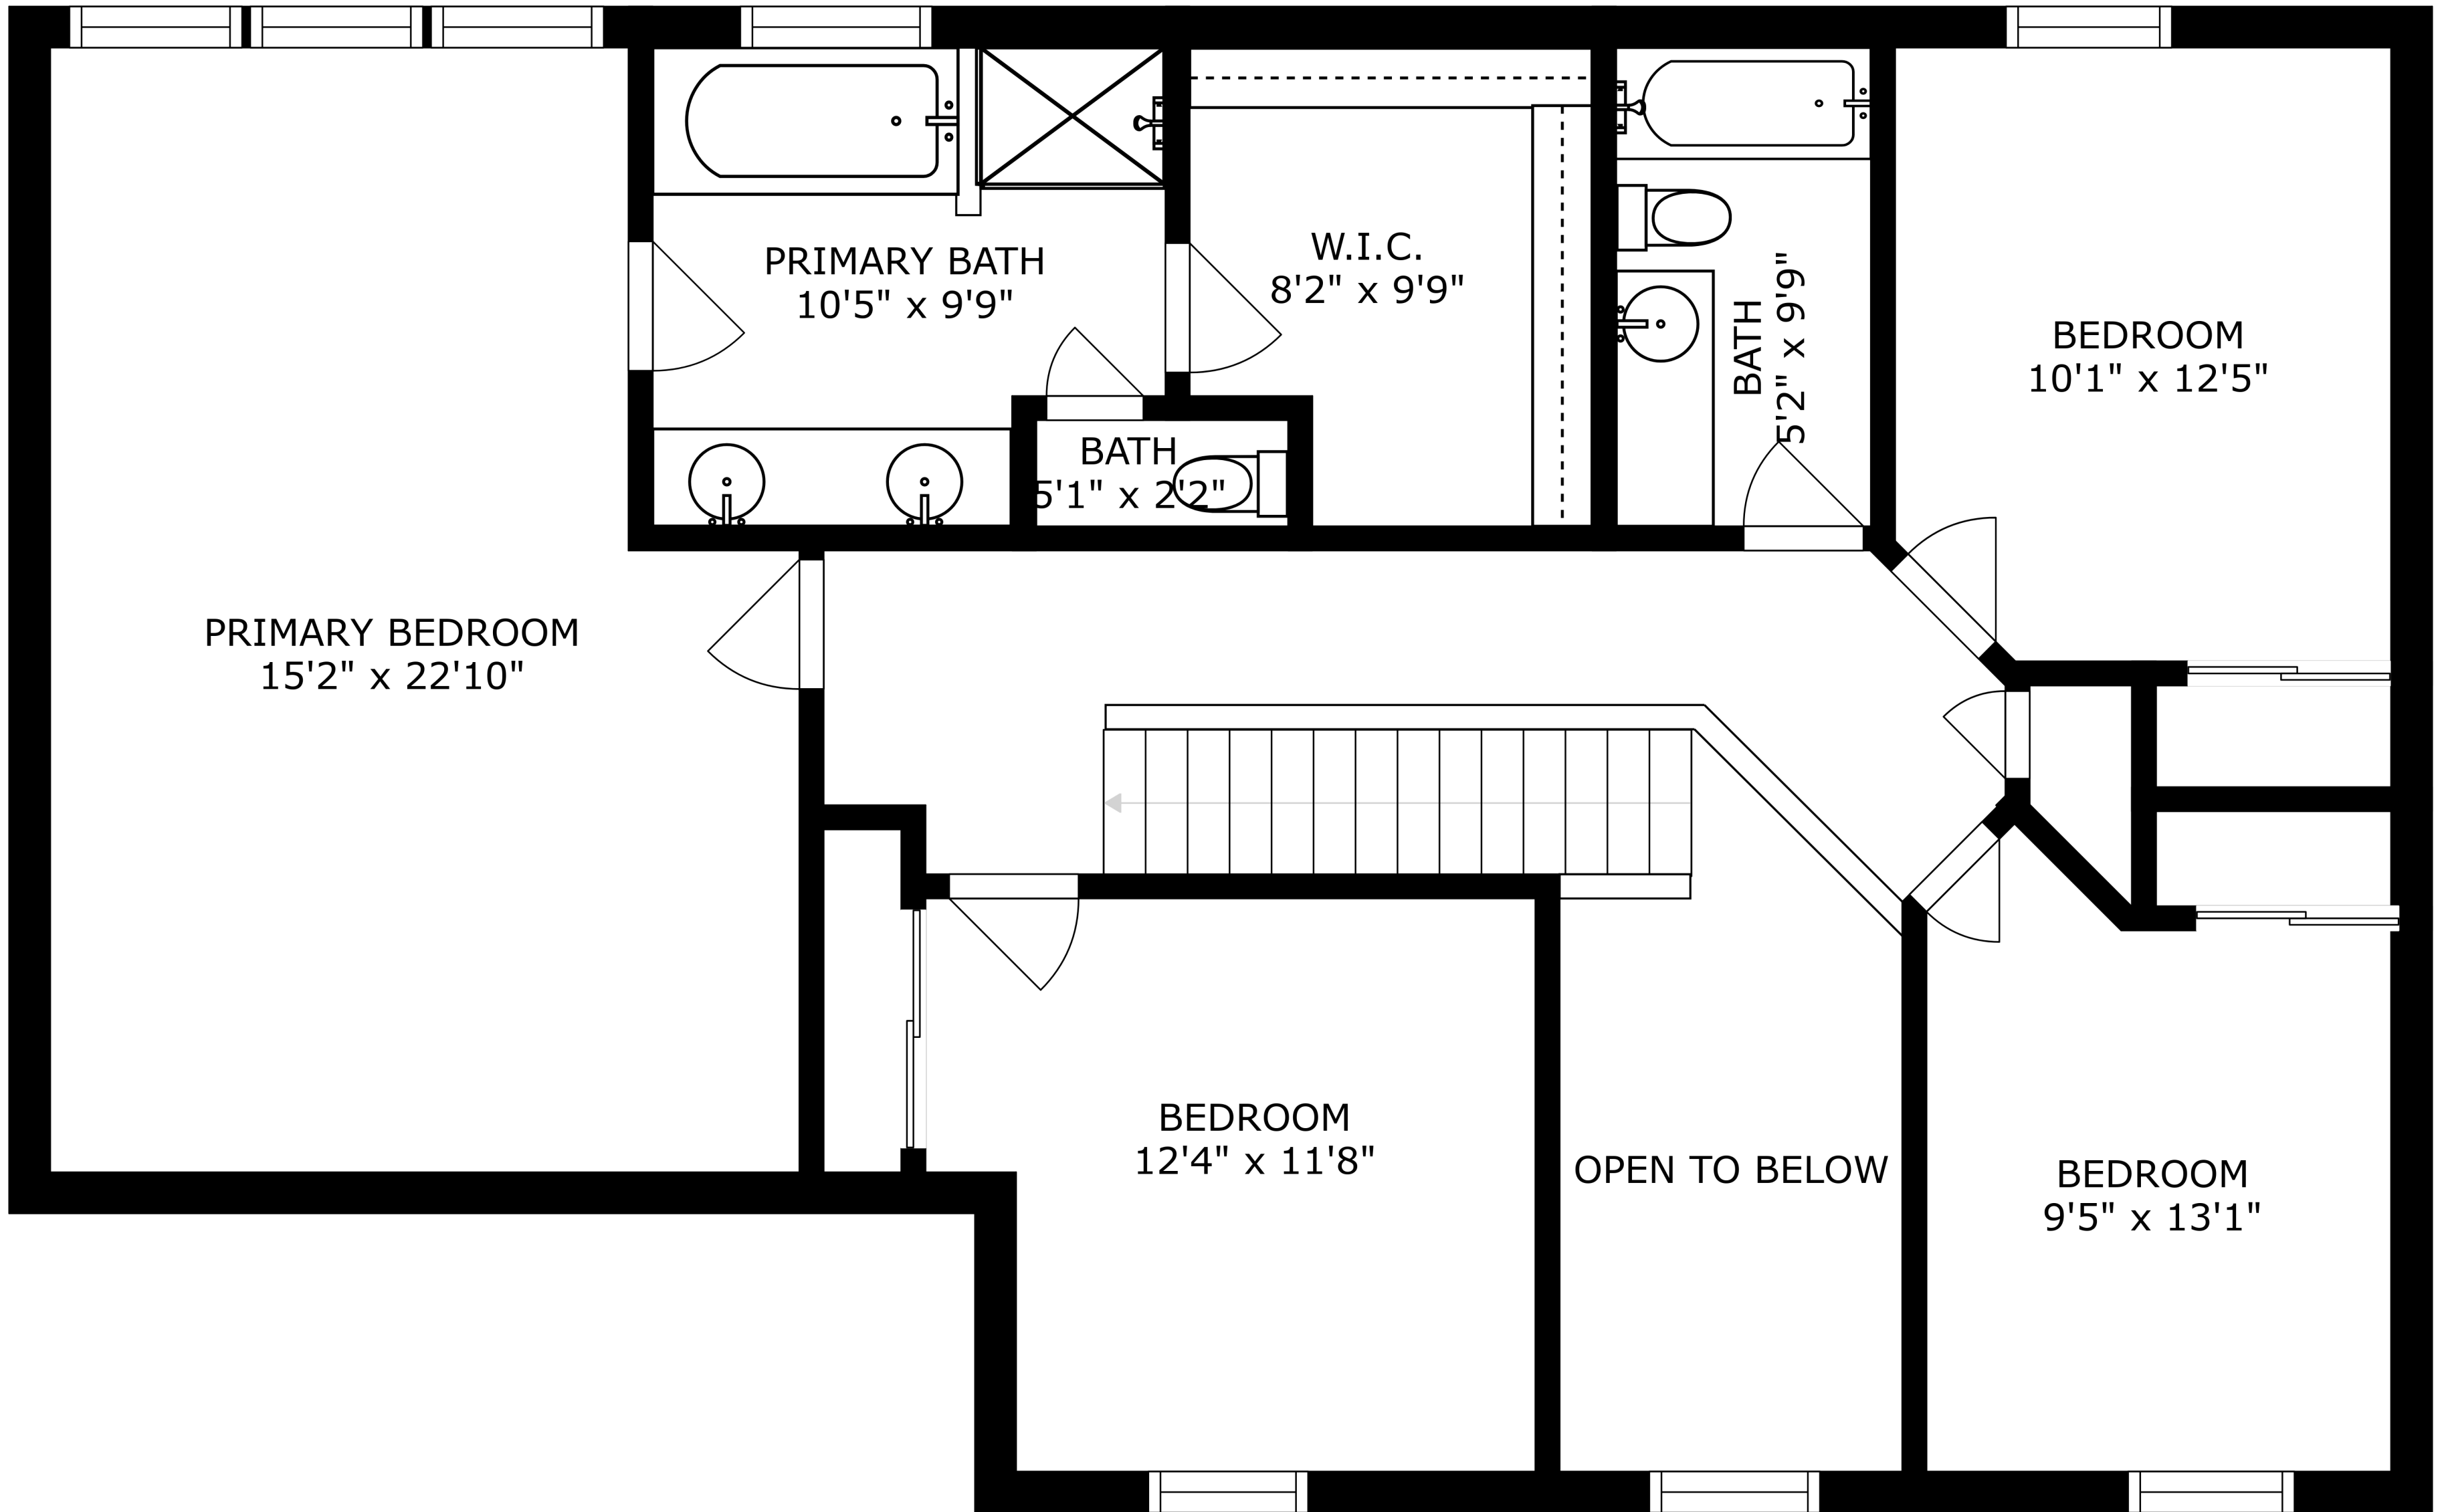 PRIMARY BATH
10'5" x 9'9"
W.I.C.
8'2" x 9'9"
BATH
5'2" x 9'9"
BEDROOM
10'1" x 12'5"
BATH
5'1" x 2'2"
PRIMARY BEDROOM
15'2" x 22'10"
BEDROOM
12'4" x 11'8"
OPEN TO BELOW
BEDROOM
9'5" x 13'1"